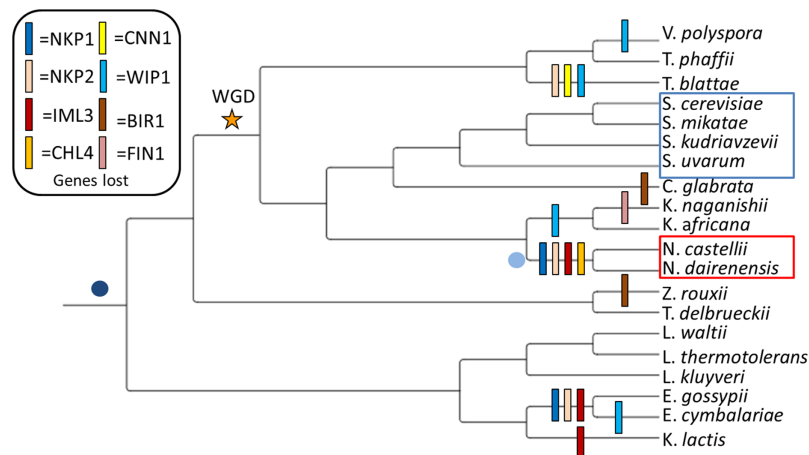 =NKP1 =CNN1
=NKP2 =WIP1
=IML3 =BIR1
=CHL4 =FIN1
Genes lost
WGD
V. polyspora
T. phaffii
T. blattae
S. cerevisiae
S. mikatae
S. kudriavzevii
S. uvarum
C. glabrata
K. naganishii
K. africana
N. castellii
N. dairenensis
Z. rouxii
T. delbrueckii
L. waltii
L. thermotolerans
L. kluyveri
E. gossypii
E. cymbalariae
K. lactis